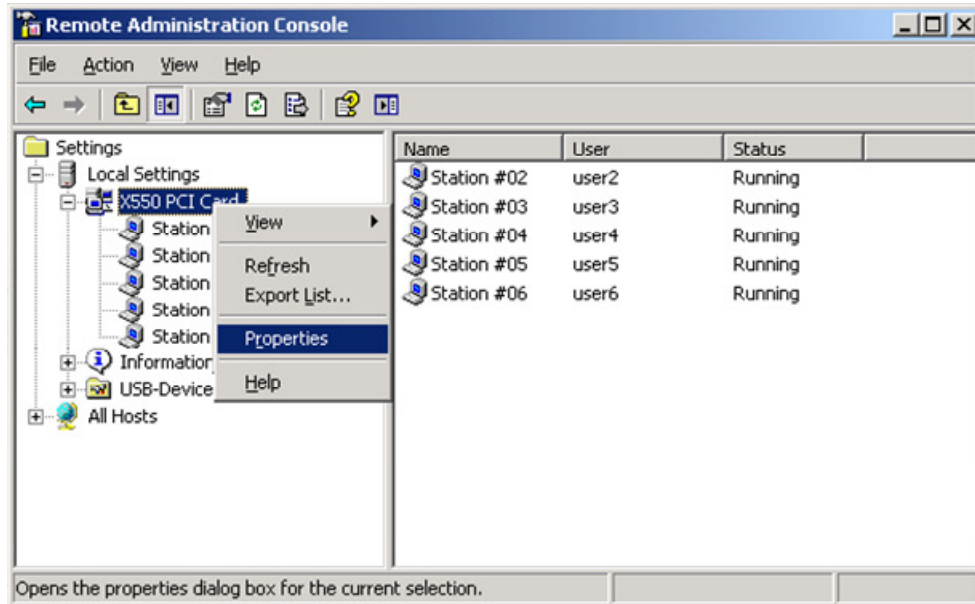 Remote Administration Console
File Action View Help
Settings
Local Settings
X550 PCI Card
Station
Station
Station
Station
Station
Information
USB-Device
All Hosts
View
Refresh
Export List...
Properties
Help
Name User Status
Station #02 user2 Running
Station #03 user3 Running
Station #04 user4 Running
Station #05 user5 Running
Station #06 user6 Running
Opens the properties dialog box for the current selection.